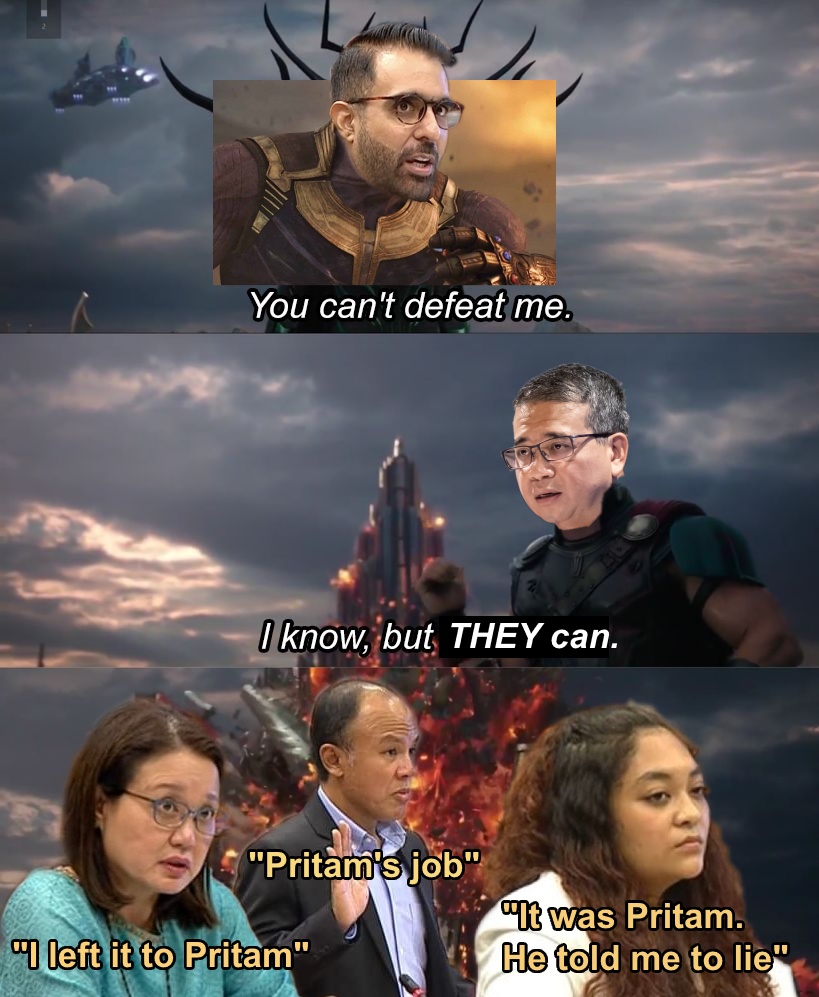 2
You can't defeat me.
I know, but THEY can.
"Pritam's job"
"It was Pritam.
He told me to lie"
"I left it to Pritam"